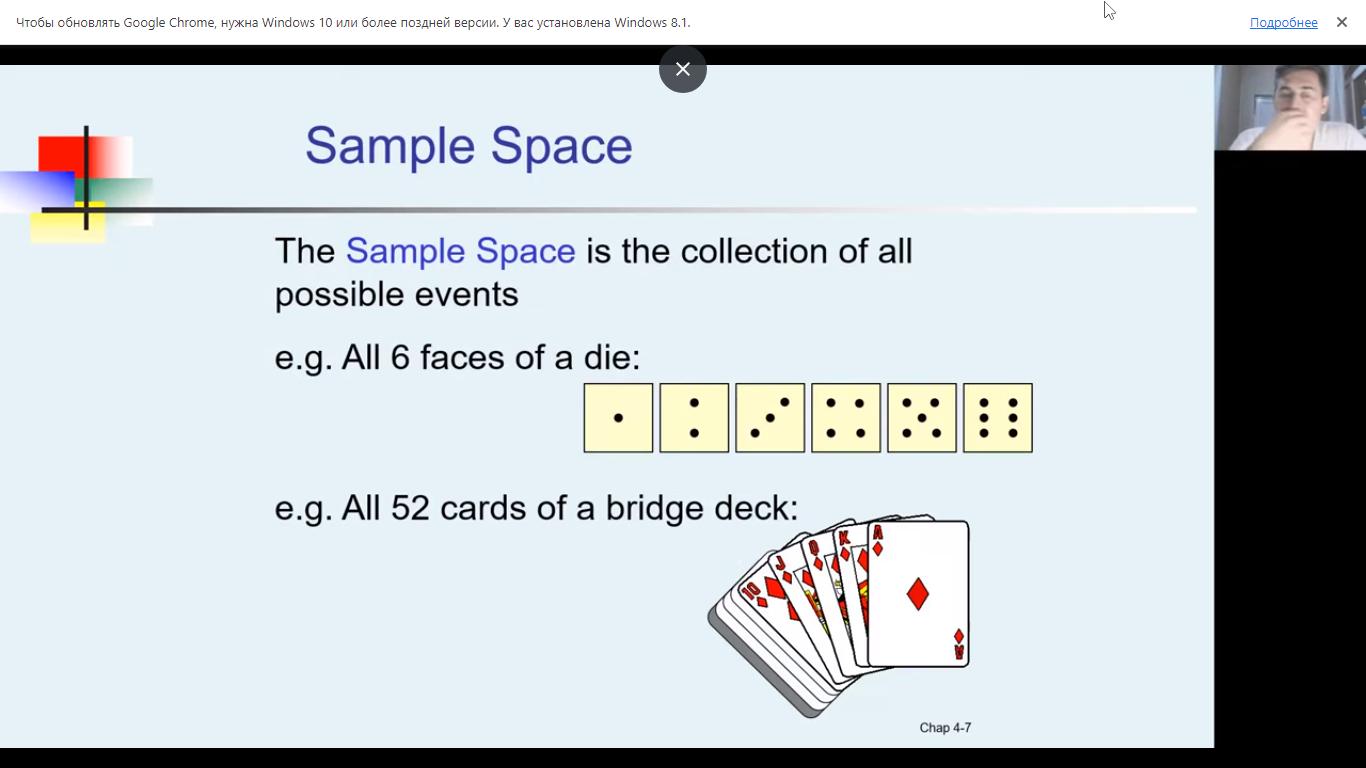 Чтобы обновлять Google Chrome, нужна Windows 10 или более поздней версии. У вас установлена Windows 8.1.
Подробнее
Sample Space
The Sample Space is the collection of all
possible events
e.g. All 6 faces of a die:
e.g. All 52 cards of a bridge deck:
10 J Q K A
A
Chap 4-7